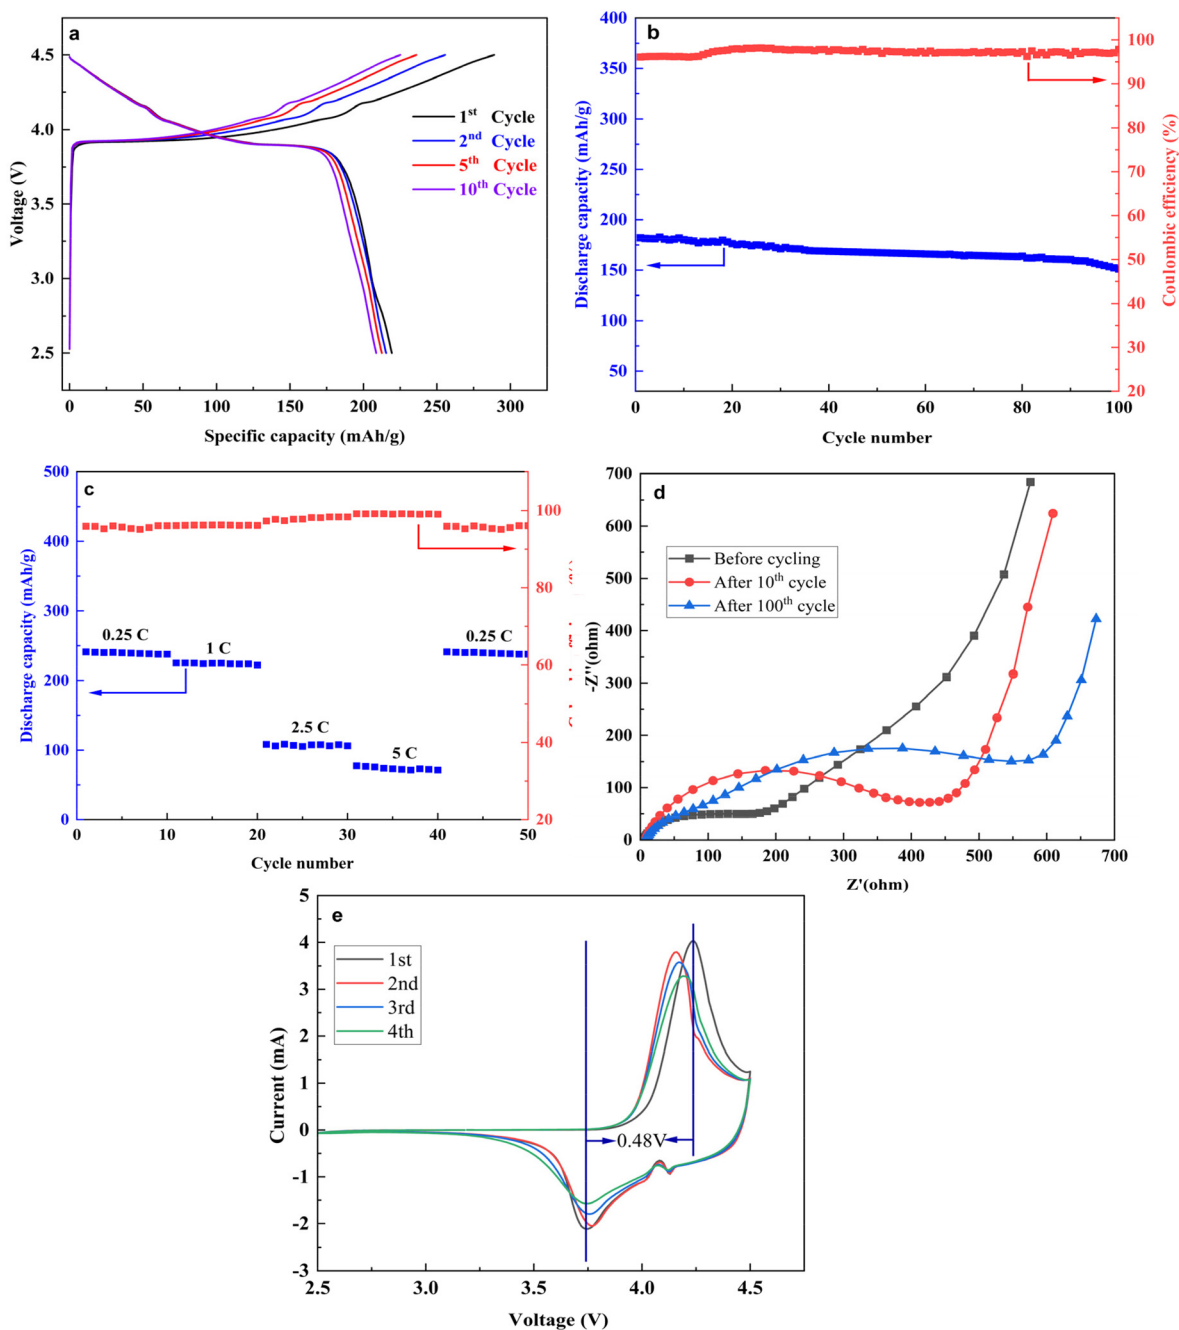 a
4.5
4.0
3.5
3.0
2.5
Voltage (V)
0 50 100 150 200 250 300
Specific capacity (mAh/g)
1st Cycle
2nd Cycle
5th Cycle
10th Cycle
b
400
350
300
250
200
150
100
50
Discharge capacity (mAh/g)
100
90
80
70
60
50
40
30
20
Coulombic efficiency (%)
0 20 40 60 80 100
Cycle number
c
500
400
300
200
100
0
Discharge capacity (mAh/g)
100
80
60
40
20
0.25 C
1 C
2.5 C
5 C
0.25 C
0 10 20 30 40 50
Cycle number
d
700
600
500
400
300
200
100
0
-Z''(ohm)
Before cycling
After 10th cycle
After 100th cycle
0 100 200 300 400 500 600 700
Z'(ohm)
e
5
4
3
2
1
0
-1
-2
-3
Current (mA)
1st
2nd
3rd
4th
0.48V
2.5 3.0 3.5 4.0 4.5
Voltage (V)